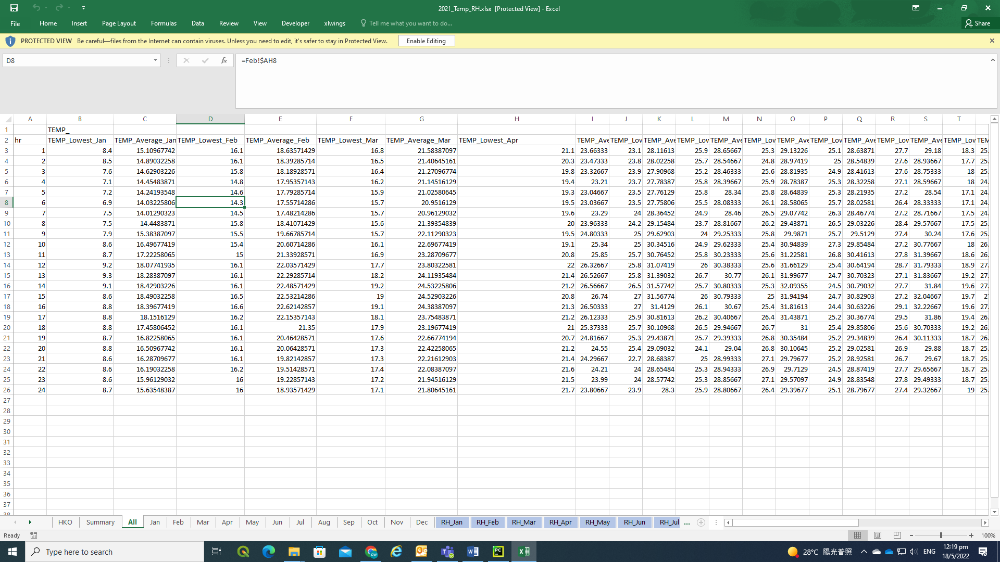 2021_Temp_RH.xlsx [Protected View] - Excel
File Home Insert Page Layout Formulas Data Review View Developer xlwings Tell me what you want to do... Share
PROTECTED VIEW Be careful—files from the Internet can contain viruses. Unless you need to edit, it's safer to stay in Protected View. Enable Editing
D8 fx =Feb!$AH8
A B C D E F G H I J K L M N O P Q R S T
1 TEMP_
2 hr TEMP_Lowest_Jan TEMP_Average_Jan TEMP_Lowest_Feb TEMP_Average_Feb TEMP_Lowest_Mar TEMP_Average_Mar TEMP_Lowest_Apr TEMP_Ave TEMP_Low TEMP_Ave TEMP_Low TEMP_Ave TEMP_Low TEMP_Ave TEMP_Low TEMP_Ave TEMP_Low TEMP_Ave TEMP_Low TEM
3 1 8.4 15.10967742 16.1 18.63571429 16.8 21.58387097 21.1 23.66333 23.1 28.11613 25.9 28.65667 25.3 29.13226 25.1 28.63871 27.7 29.18 18.3 25.
4 2 8.5 14.89032258 16.1 18.39285714 16.5 21.40645161 20.3 23.47333 23.8 28.02258 25.7 28.54667 24.8 28.97419 25 28.54839 27.6 28.93667 17.7 25.
5 3 7.6 14.62903226 15.8 18.18928571 16.4 21.27096774 19.8 23.32667 23.9 27.90968 25.2 28.46333 25.6 28.81935 24.9 28.41613 27.6 28.75333 18 25.
6 4 7.1 14.45483871 14.8 17.95357143 16.2 21.14516129 19.4 23.21 23.7 27.78387 25.8 28.39667 25.9 28.78387 25.3 28.32258 27.1 28.59667 18 24.
7 5 7.2 14.24193548 14.6 17.79285714 15.9 21.02580645 19.3 23.04667 23.5 27.76129 25.8 28.34 25.8 28.64839 25.3 28.21935 27.2 28.54 17.1 24.
8 6 6.9 14.03225806 14.3 17.55714286 15.7 20.9516129 19.5 23.03667 23.5 27.75806 25.5 28.08333 26.1 28.58065 25.7 28.02581 26.4 28.33333 17.1 24.
9 7 7.5 14.01290323 14.5 17.48214286 15.7 20.96129032 19.6 23.29 24 28.36452 24.9 28.46 26.5 29.07742 26.3 28.46774 27.2 28.71667 17.5 24.
10 8 7.5 14.4483871 15.8 18.41071429 15.6 21.39354839 20 23.96333 24.2 29.15484 23.7 28.81667 26.2 29.43871 26.5 29.03226 28.4 29.57667 17.5 25.
11 9 7.9 15.38387097 15.5 19.66785714 15.7 22.11290323 19.5 24.80333 25 29.62903 24 29.25333 25.8 29.9871 25.7 29.5129 27.4 30.24 17.6 25.
12 10 8.6 16.49677419 15.4 20.60714286 16.1 22.69677419 19.1 25.34 25 30.34516 24.9 29.62333 25.4 30.94839 27.3 29.85484 27.2 30.77667 18 26.
13 11 8.7 17.22258065 15 21.33928571 16.9 23.28709677 20.8 25.85 25.7 30.76452 25.8 30.23333 25.6 31.22581 26.8 30.41613 27.8 31.39667 18.6 26.
14 12 9.2 18.07741935 16.1 22.03571429 17.7 23.80322581 22 26.32667 25.8 31.07419 26 30.38333 25.6 31.66129 25.4 30.64194 28.7 31.79333 18.9 27.
15 13 9.3 18.28387097 16.1 22.29285714 18.2 24.11935484 21.4 26.52667 25.8 31.39032 26.7 30.77 26.1 31.99677 24.7 30.70323 27.1 31.83667 19.2 27.
16 14 9.1 18.42903226 16.1 22.48571429 19.2 24.53225806 21.2 26.56667 26.5 31.57742 25.7 30.80333 25.3 32.09355 24.5 30.79032 27.7 31.84 19.6 27.
17 15 8.6 18.49032258 16.5 22.53214286 19 24.52903226 20.8 26.74 27 31.56774 26 30.79333 25 31.94194 24.7 30.82903 27.2 32.04667 19.7 2
18 16 8.8 18.39677419 16.6 22.62142857 19.1 24.38387097 21.3 26.50333 27 31.4129 26.1 30.67 25.4 31.81613 24.4 30.63226 29.1 32.22667 19.6 27.
19 17 8.8 18.1516129 16.2 22.15357143 18.1 23.75483871 21.2 26.12333 25.9 30.81613 26.2 30.40667 26.4 31.43871 25.2 30.36774 29.5 31.86 19.4 26.
20 18 8.8 17.45806452 16.1 21.35 17.9 23.19677419 21 25.37333 25.7 30.10968 26.5 29.94667 26.7 31 25.4 29.85806 25.6 30.70333 19.2 26.
21 19 8.7 16.82258065 16.1 20.46428571 17.6 22.66774194 20.7 24.81667 25.3 29.43871 25.7 29.39333 26.8 30.35484 25.2 29.34839 26.4 30.11333 18.7 26.
22 20 8.8 16.50967742 16.1 20.06428571 17.3 22.42258065 21.2 24.55 25.4 29.09032 24.1 29.04 26.8 30.10645 25.2 29.02581 26.9 29.88 18.7 25.
23 21 8.6 16.28709677 16.1 19.82142857 17.3 22.21612903 21.4 24.29667 22.7 28.68387 25 28.99333 27.1 29.79677 25.2 28.92581 26.7 29.67 18.7 25.
24 22 8.6 16.19032258 16.2 19.51428571 17.4 22.08387097 21.6 24.21 24 28.65484 25.3 28.94333 26.9 29.7129 24.5 28.87419 27.7 29.65667 18.7 25.
25 23 8.6 15.96129032 16 19.22857143 17.2 21.94516129 21.5 23.99 24 28.57742 25.3 28.85667 27.1 29.57097 24.9 28.83548 27.8 29.49333 18.7 25.
26 24 8.7 15.63548387 16 18.93571429 17.1 21.80645161 21.7 23.80667 23.9 28.3 25.9 28.80667 26.4 29.39677 25.1 28.79677 27.4 29.32667 19 25.
27
28
29
30
31
32
33
34
35
36
37
38
HKO Summary All Jan Feb Mar Apr May Jun Jul Aug Sep Oct Nov Dec RH_Jan RH_Feb RH_Mar RH_Apr RH_May RH_Jun RH_Jul ...
Ready 100%
Type here to search 28°C 陽光普照 ENG 12:19 pm
18/5/2022